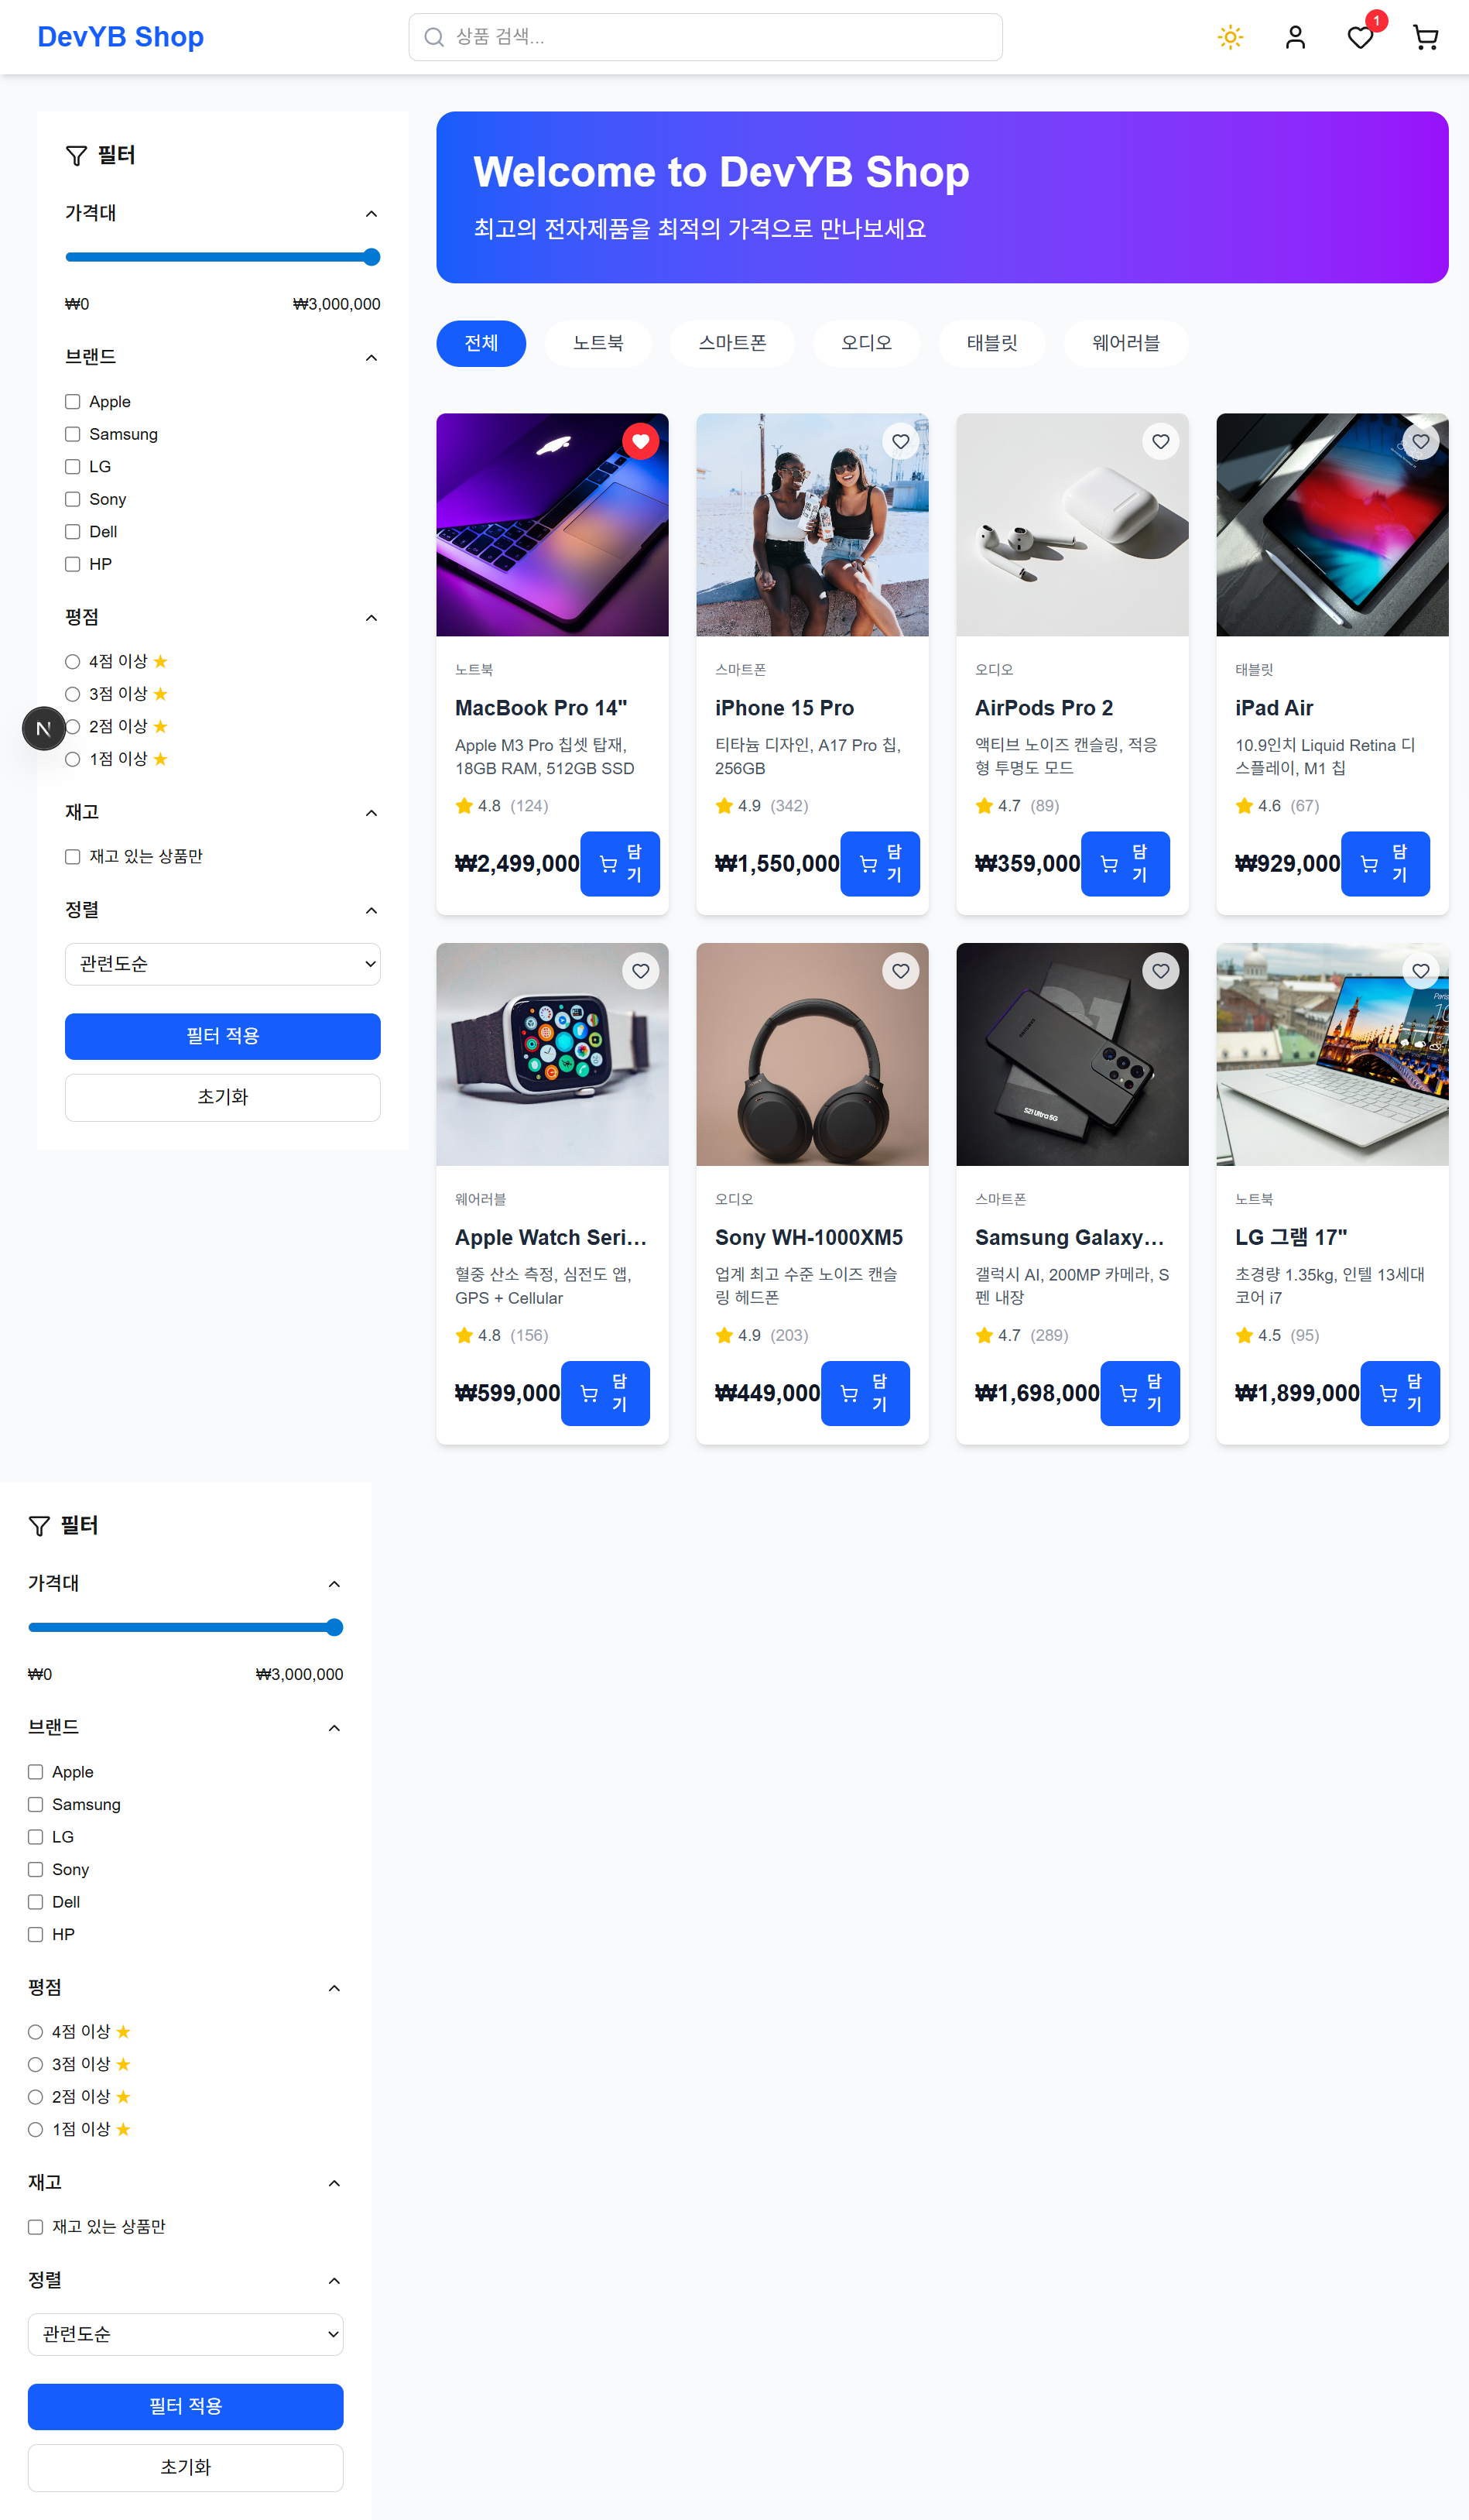 DevYB Shop
상품 검색...
1
필터
가격대
₩0
₩3,000,000
브랜드
Apple
Samsung
LG
Sony
Dell
HP
평점
4점 이상 ★
3점 이상 ★
2점 이상 ★
1점 이상 ★
N
재고
재고 있는 상품만
정렬
관련도순
필터 적용
초기화
Welcome to DevYB Shop
최고의 전자제품을 최적의 가격으로 만나보세요
전체
노트북
스마트폰
오디오
태블릿
웨어러블
노트북
MacBook Pro 14"
Apple M3 Pro 칩셋 탑재,
18GB RAM, 512GB SSD
4.8 (124)
₩2,499,000
담
기
스마트폰
iPhone 15 Pro
티타늄 디자인, A17 Pro 칩,
256GB
4.9 (342)
₩1,550,000
담
기
오디오
AirPods Pro 2
액티브 노이즈 캔슬링, 적응
형 투명도 모드
4.7 (89)
₩359,000
담
기
태블릿
iPad Air
10.9인치 Liquid Retina 디
스플레이, M1 칩
4.6 (67)
₩929,000
담
기
웨어러블
Apple Watch Seri...
혈중 산소 측정, 심전도 앱,
GPS + Cellular
4.8 (156)
₩599,000
담
기
오디오
Sony WH-1000XM5
업계 최고 수준 노이즈 캔슬
링 헤드폰
4.9 (203)
₩449,000
담
기
S21 Ultra 5G
스마트폰
Samsung Galaxy...
갤럭시 AI, 200MP 카메라, S
펜 내장
4.7 (289)
₩1,698,000
담
기
노트북
LG 그램 17"
초경량 1.35kg, 인텔 13세대
코어 i7
4.5 (95)
₩1,899,000
담
기
필터
가격대
₩0
₩3,000,000
브랜드
Apple
Samsung
LG
Sony
Dell
HP
평점
4점 이상 ★
3점 이상 ★
2점 이상 ★
1점 이상 ★
재고
재고 있는 상품만
정렬
관련도순
필터 적용
초기화